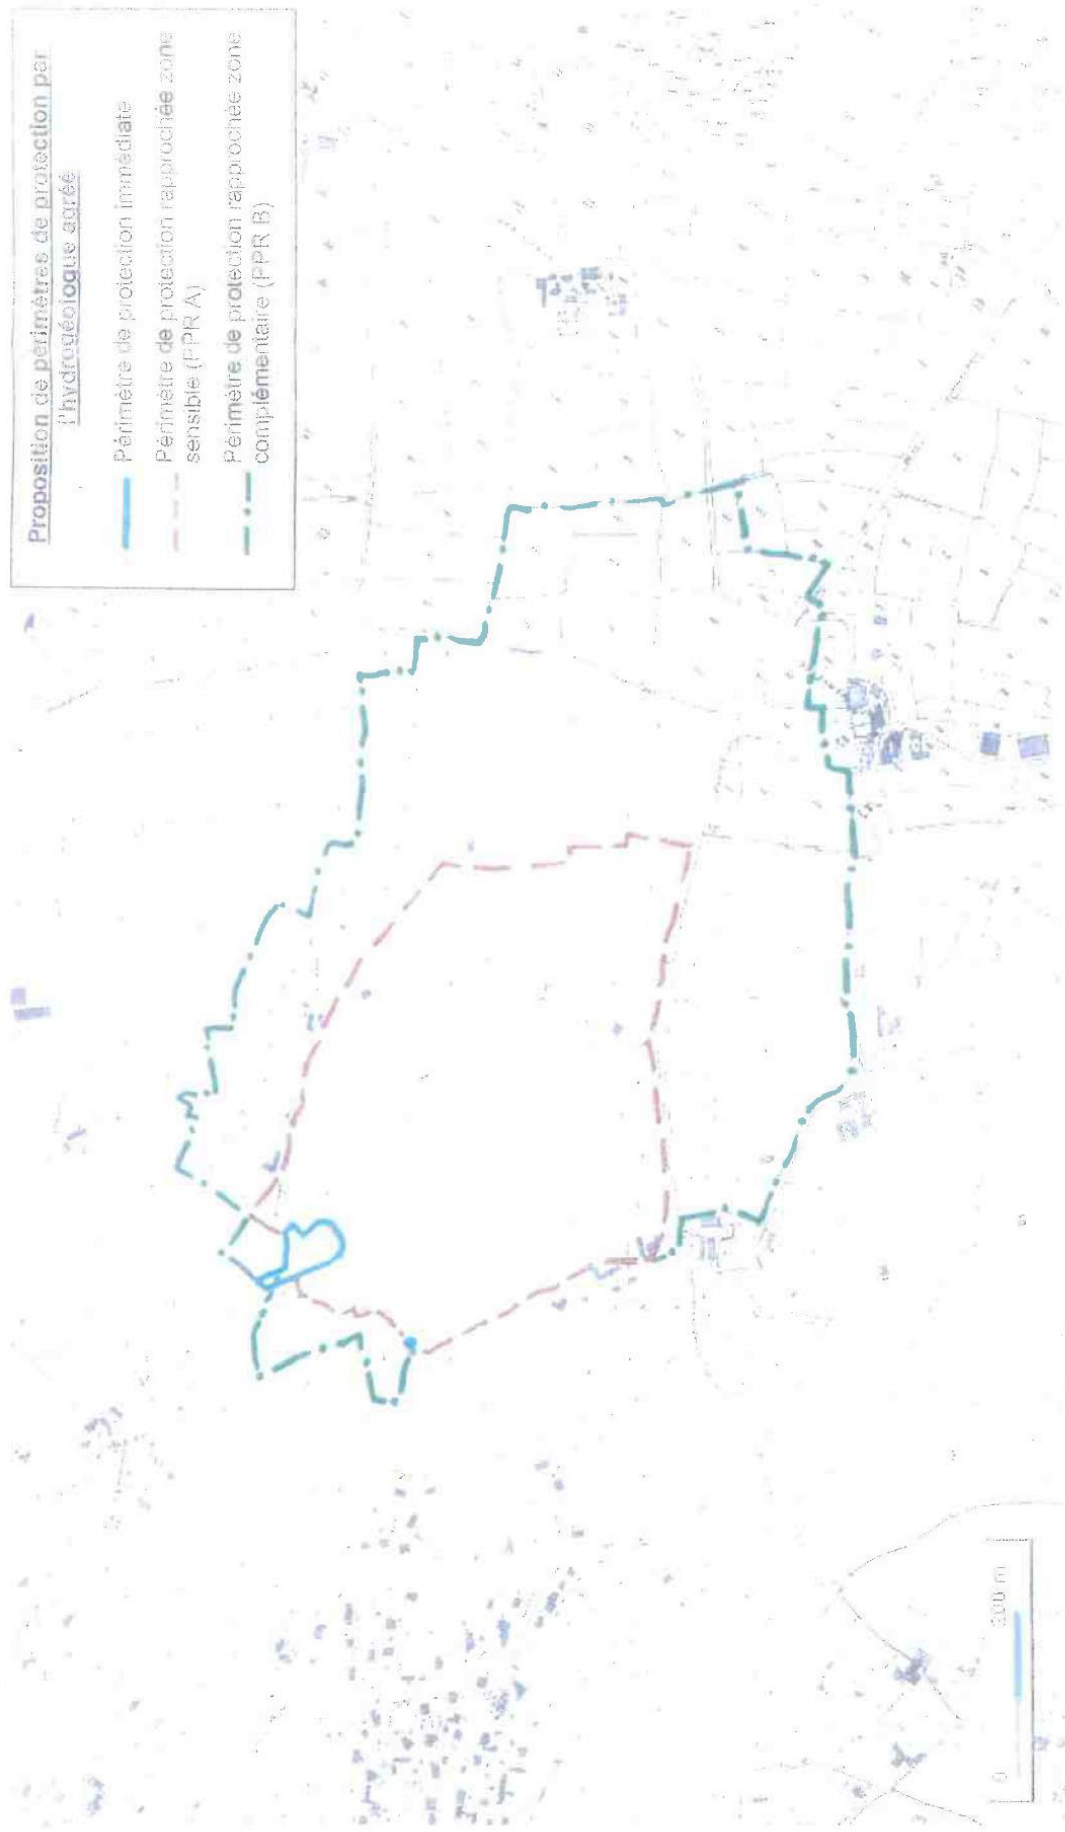 Proposition de périmètres de protection par
l'hydrogéologue agréé
Périmètre de protection immédiate
Périmètre de protection rapprochée zone
sensible (PPR A)
Périmètre de protection rapprochée zone
complémentaire (PPR B)
0
200 m